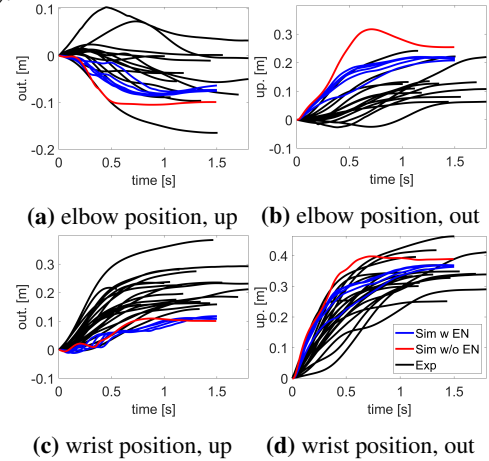 0.1
0
-0.1
-0.2
out. [m]
0 0.5 1 1.5
time [s]
0.3
0.2
0.1
0
-0.1
up. [m]
0 0.5 1 1.5
time [s]
(a) elbow position, up (b) elbow position, out
0.3
0.2
0.1
0
-0.1
out. [m]
0 0.5 1 1.5
time [s]
0.4
0.3
0.2
0.1
0
up. [m]
Sim w EN
Sim w/o EN
Exp
0 0.5 1 1.5
time [s]
(c) wrist position, up (d) wrist position, out